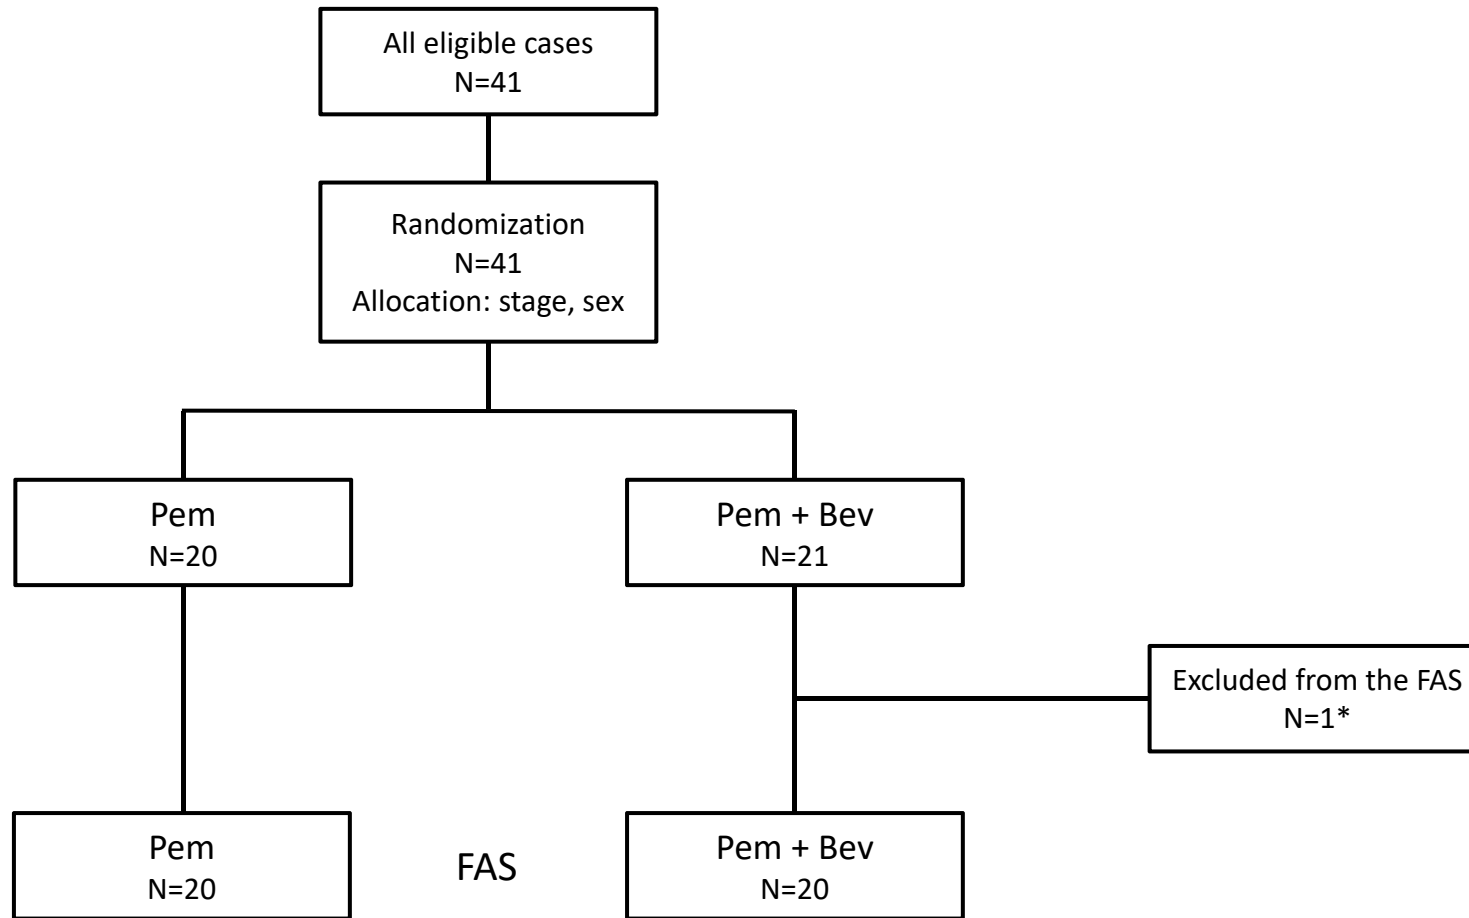 All eligible cases
N=41
Randomization
N=41
Allocation: stage, sex
Pem
N=20
Pem + Bev
N=21
Excluded from the FAS
N=1*
Pem
N=20
FAS
Pem + Bev
N=20